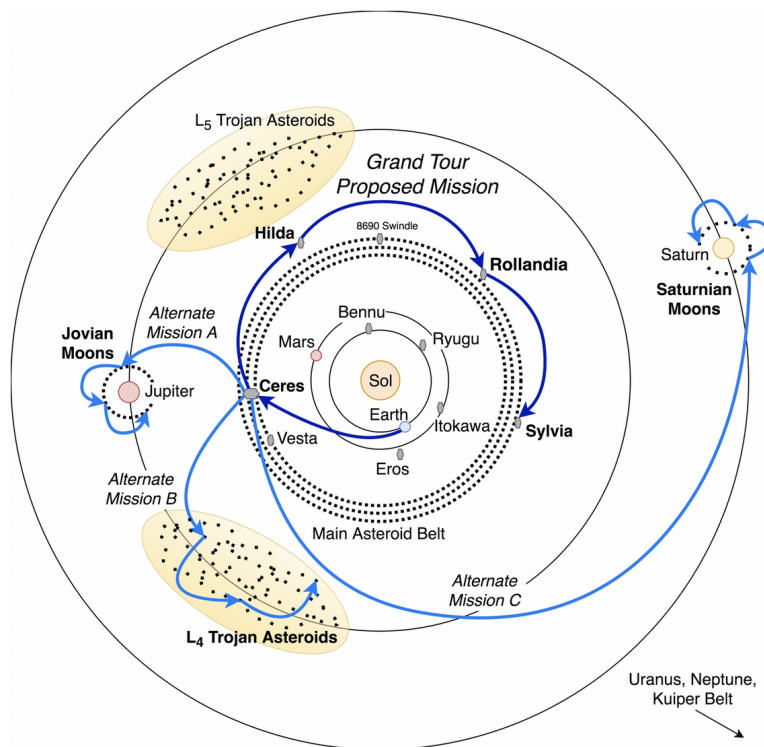 L5 Trojan Asteroids
Grand Tour
Proposed Mission
Hilda
8690 Swindle
Rollandia
Saturn
Saturnian
Moons
Alternate
Mission A
Bennu
Mars
Ryugu
Jovian
Moons
Jupiter
Ceres
Sol
Earth
Itokawa
Sylvia
Vesta
Eros
Alternate
Mission B
Main Asteroid Belt
Alternate
Mission C
L4 Trojan Asteroids
Uranus, Neptune,
Kuiper Belt